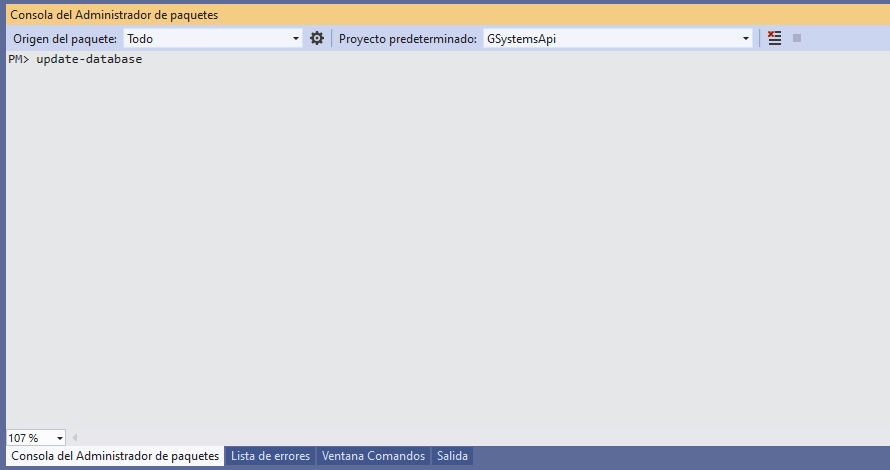 Consola del Administrador de paquetes
Origen del paquete: Todo Proyecto predeterminado: GSystemsApi
PM> update-database
107 %
Consola del Administrador de paquetes Lista de errores Ventana Comandos Salida